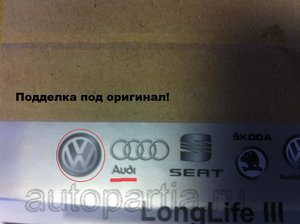 Подделка под оригинал!
Audi
SEAT
ŠKODA
autopartia.ru
LongLife III